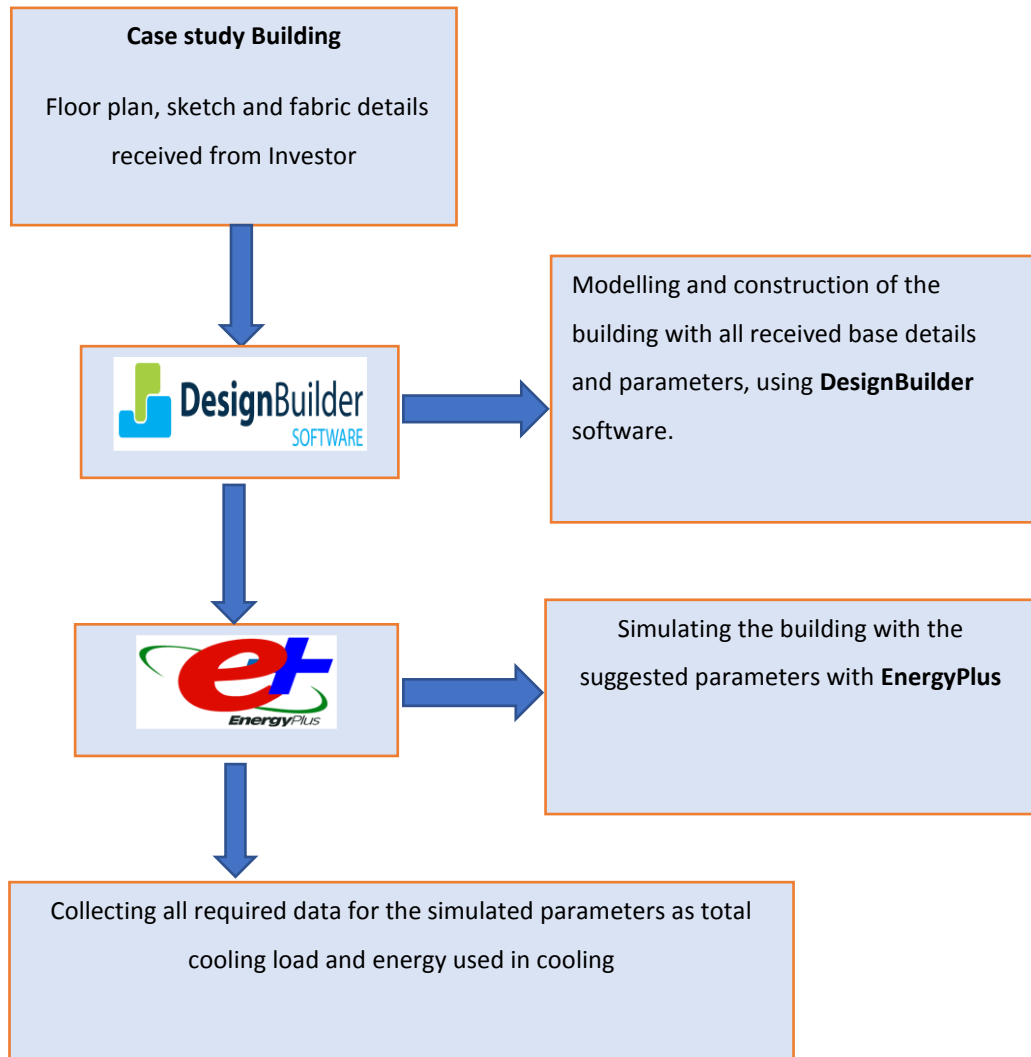 Case study Building
Floor plan, sketch and fabric details
received from Investor
DesignBuilder
SOFTWARE
Modelling and construction of the
building with all received base details
and parameters, using DesignBuilder
software.
e+
EnergyPlus
Simulating the building with the
suggested parameters with EnergyPlus
Collecting all required data for the simulated parameters as total
cooling load and energy used in cooling